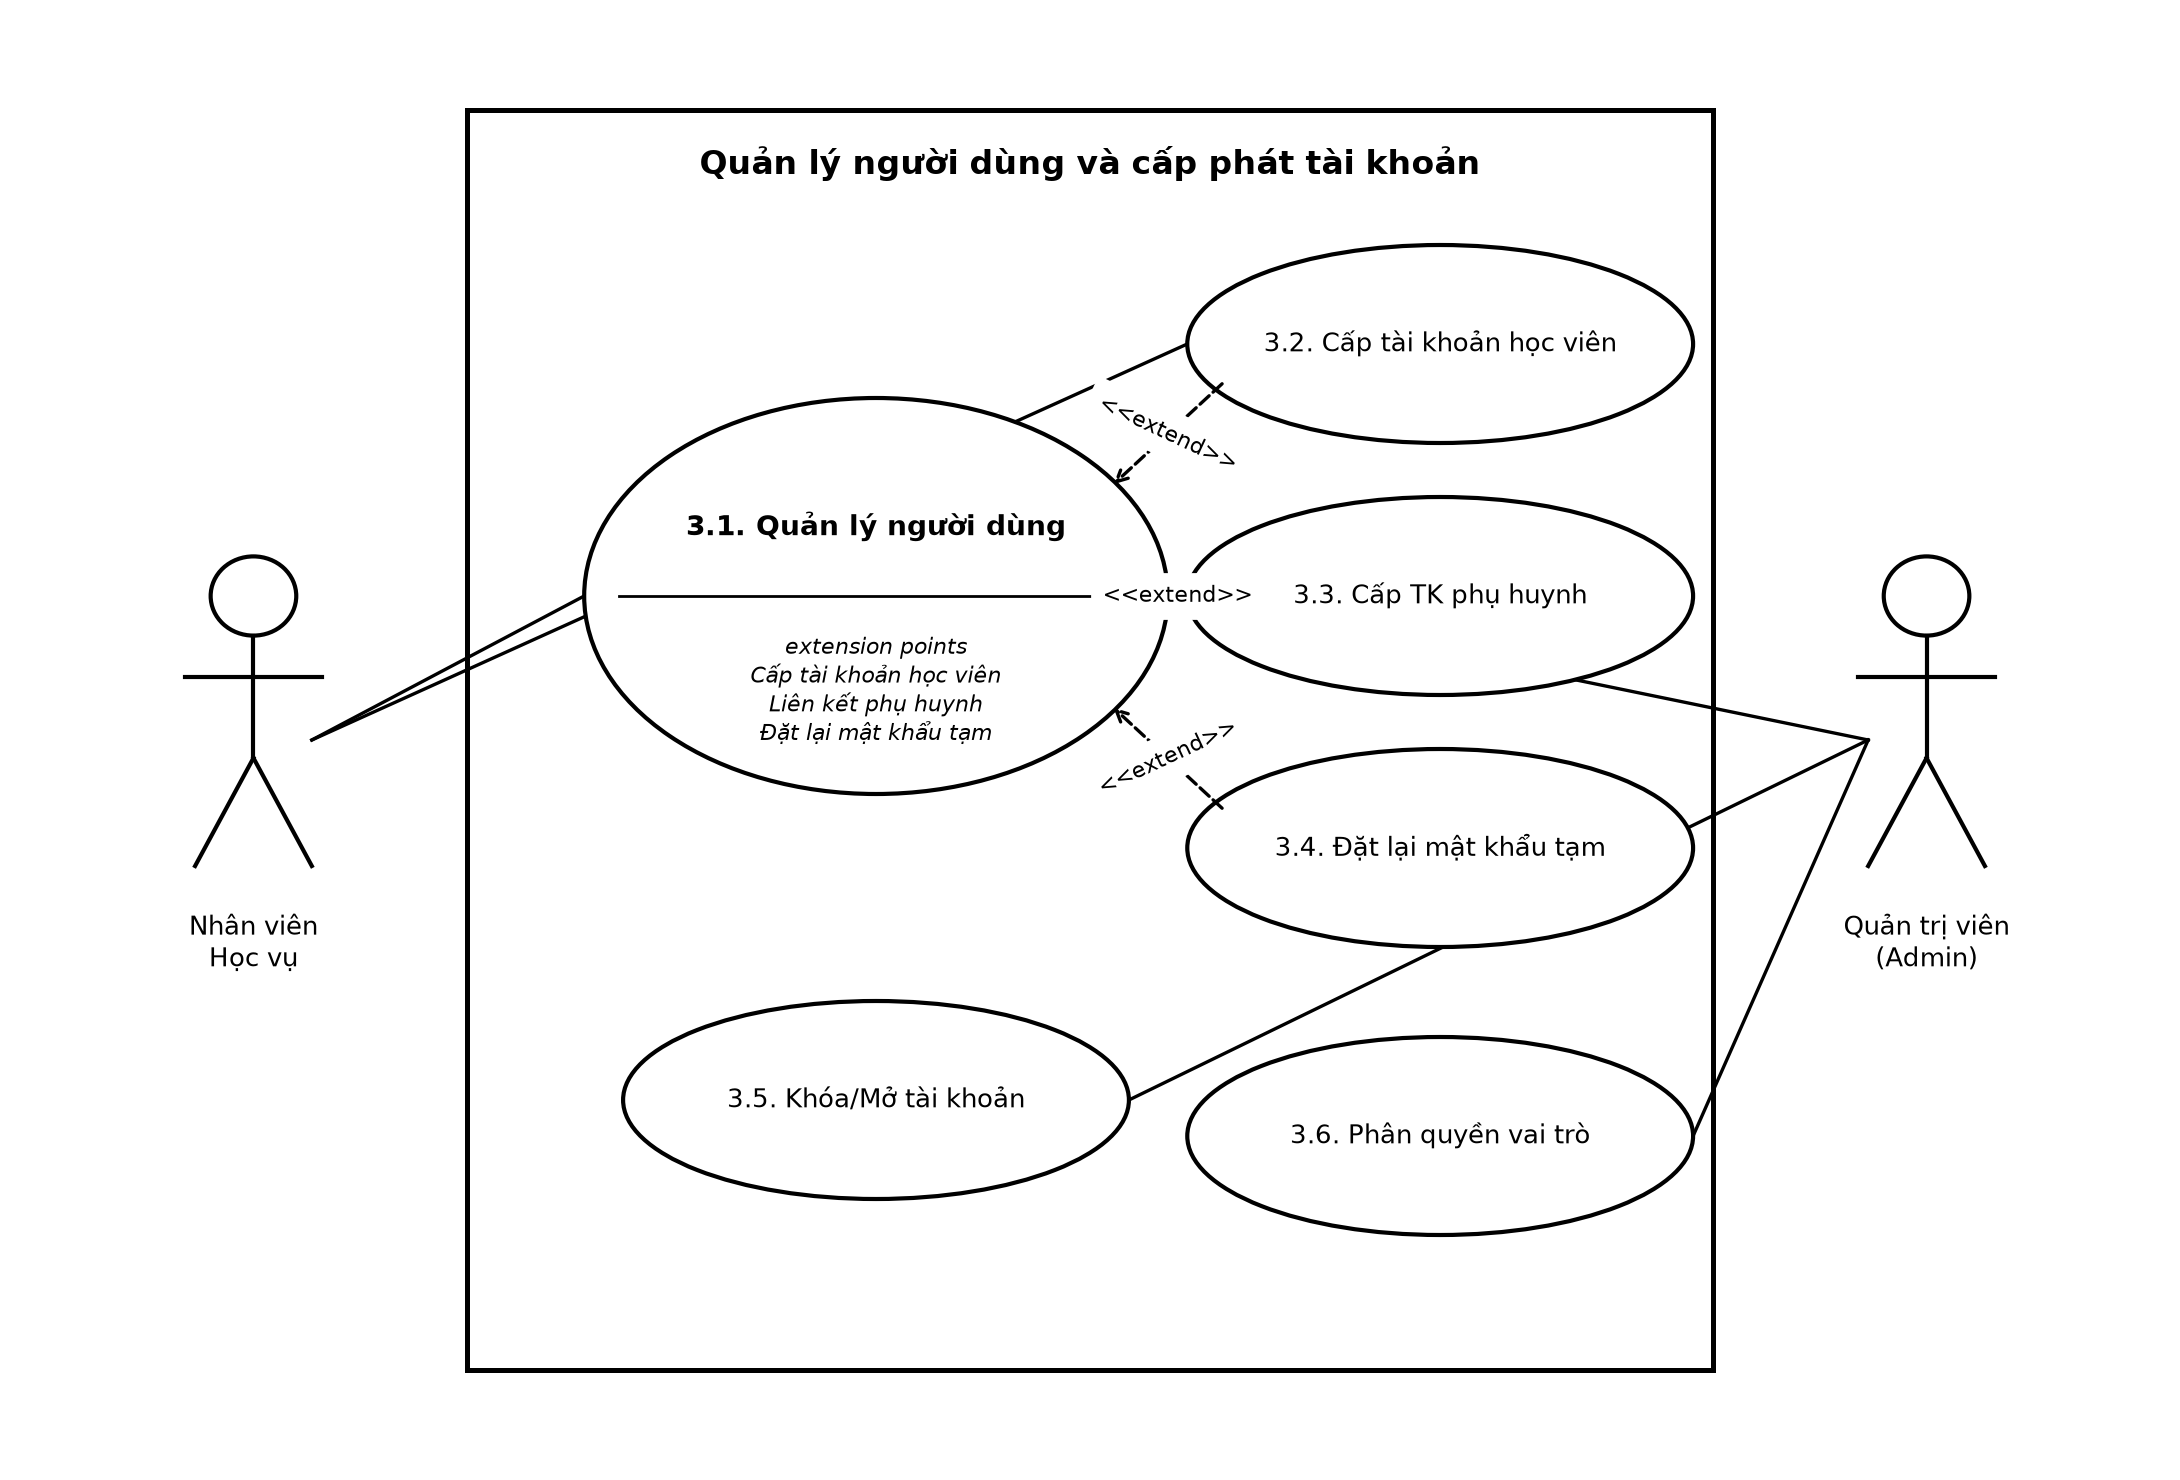 Quản lý người dùng và cấp phát tài khoản
3.2. Cấp tài khoản học viên
<<extend>>
3.1. Quản lý người dùng
<<extend>>
3.3. Cấp TK phụ huynh
extension points
Cấp tài khoản học viên
Liên kết phụ huynh
Đặt lại mật khẩu tạm
<<extend>>
3.4. Đặt lại mật khẩu tạm
Nhân viên
Học vụ
Quản trị viên
(Admin)
3.5. Khóa/Mở tài khoản
3.6. Phân quyền vai trò